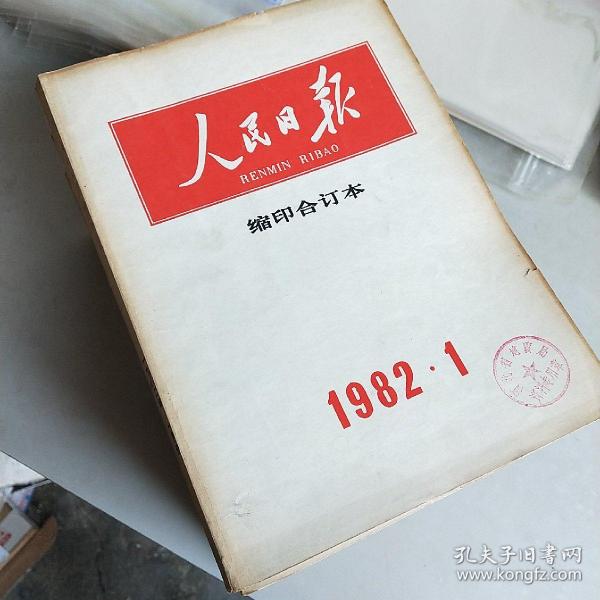 人民日报
RENMIN RIBAO
缩印合订本
1982·1
孔夫子旧书网
www.kongfz.com